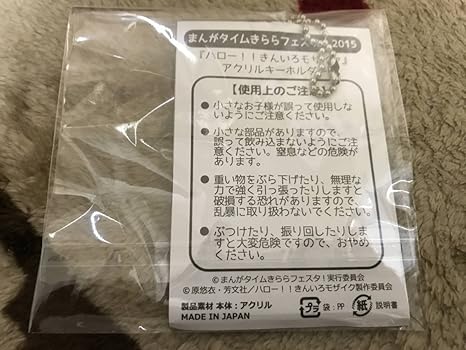 まんがタイムきららフェスタ! 2015
『ハロー！！きんいろモザイク』
アクリルキーホルダー
【使用上のご注意】
● 小さなお子様が誤って使用しな
いようにご注意ください。
● 小さな部品がありますので、
誤って飲み込まないようにご
注意ください。窒息などの危険が
あります。
● 重い物をぶら下げたり、無理な
力で強く引っ張ったりしますと
破損する恐れがありますので、
乱暴に取り扱わないでください。
● ぶつけたり、振り回したりしま
すと大変危険ですので、おやめ
ください。
© まんがタイムきららフェスタ！実行委員会
© 原悠衣・芳文社／ハロー！！きんいろモザイク製作委員会
製品素材 本体：アクリル
MADE IN JAPAN
プラ 袋：PP 紙 説明書